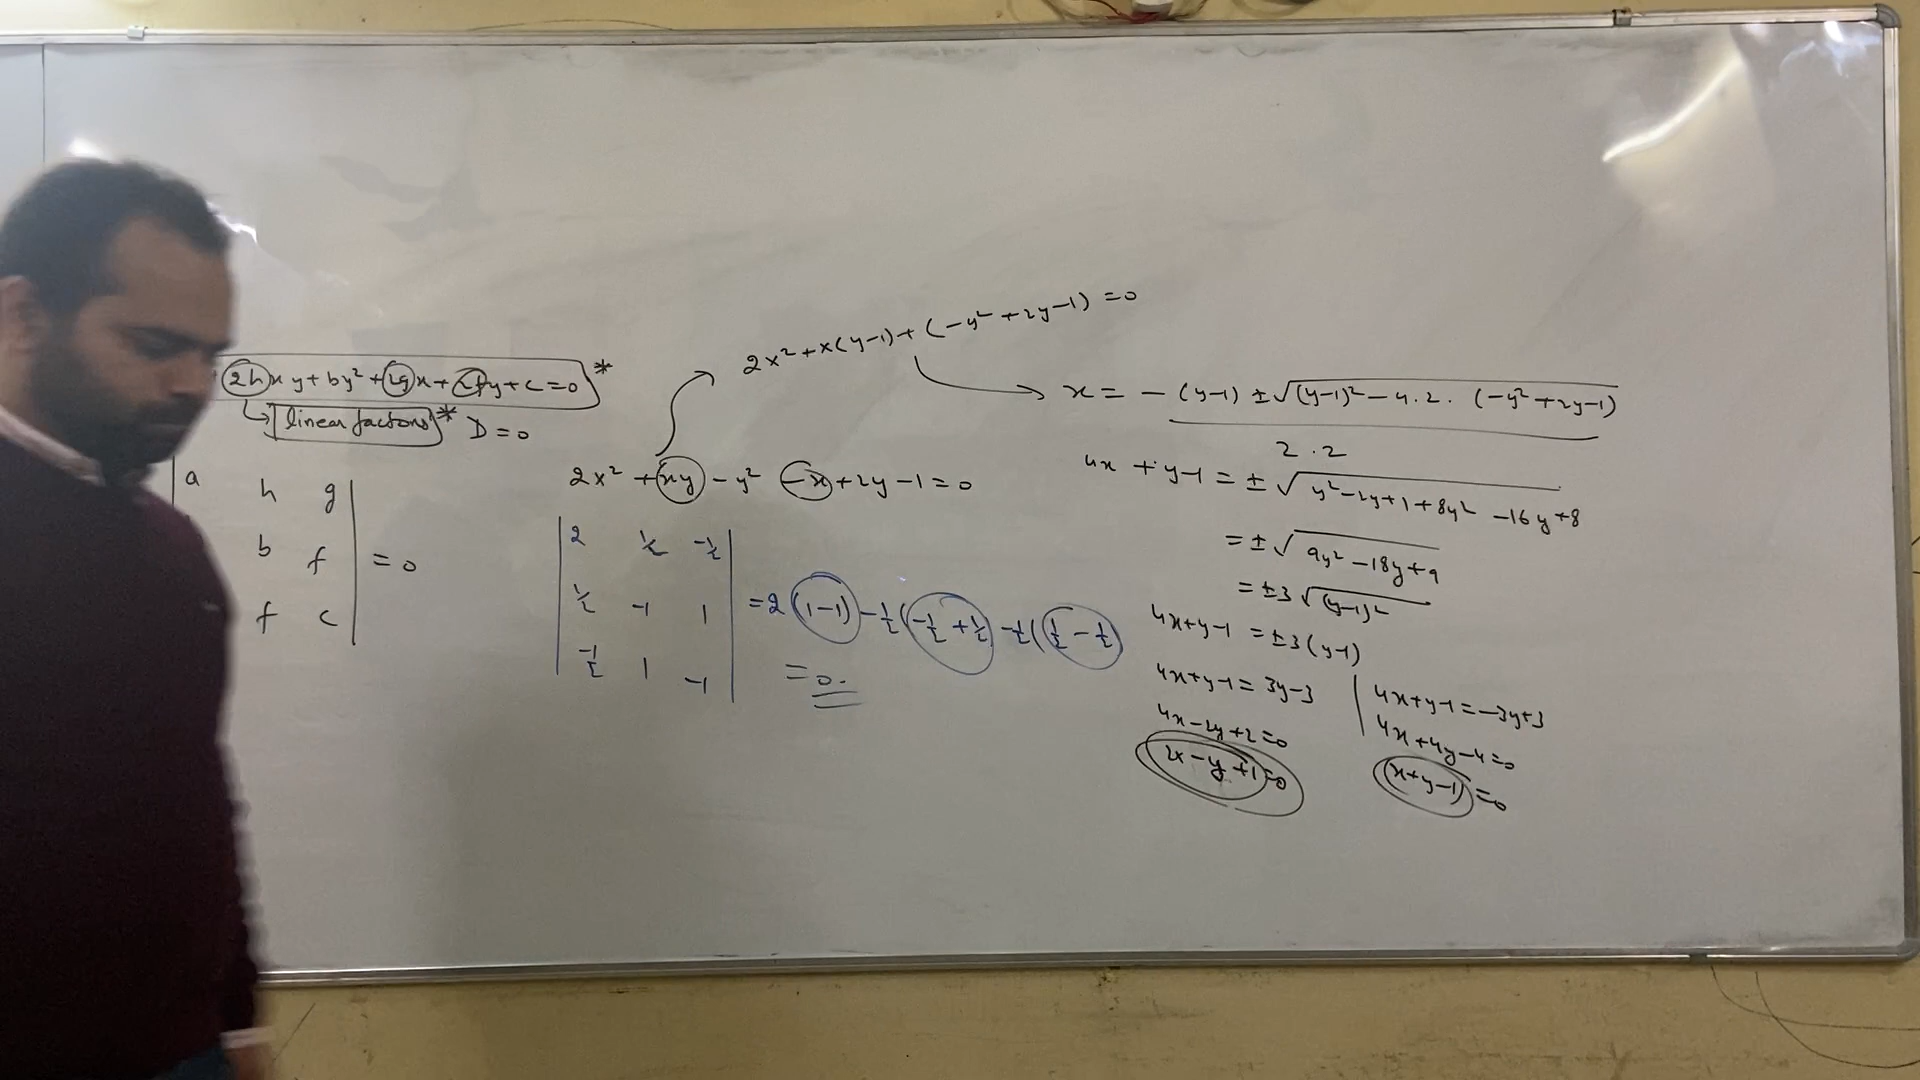 2hxy+by²+2gx+2fy+c=0 *
linear factors * D=0
a h g
b f = 0
f c
2x²+x(y-1)+(-y²+2y-1)=0
2x²+xy-y²-x+2y-1=0
2 ½ -½
½ -1 1 =2(1-1)-½(-½+½)-½(½-½)
-½ 1 -1 =0.
x = -(y-1)±√(y-1)²-4.2.(-y²+2y-1)
2.2
4x+y-1=±√y²-2y+1+8y²-16y+8
=±√9y²-18y+9
=±3√(y-1)²
4x+y-1=±3(y-1)
4x+y-1=3y-3
4x-2y+2=0
2x-y+1=0
4x+y-1=-3y+3
4x+4y-4=0
(x+y-1)=0